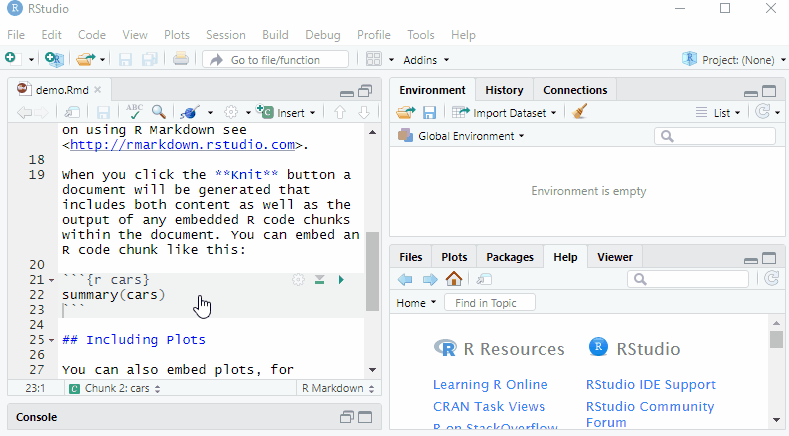 RStudio
File Edit Code View Plots Session Build Debug Profile Tools Help
Go to file/function Addins Project: (None)
demo.Rmd
ABC Insert
on using R Markdown see
<http://rmarkdown.rstudio.com>.
18
19 When you click the **Knit** button a
document will be generated that
includes both content as well as the
output of any embedded R code chunks
within the document. You can embed an
R code chunk like this:
20
21 ```{r cars}
22 summary(cars)
23 ```
24
25 ## Including Plots
26
27 You can also embed plots, for
23:1 Chunk 2: cars R Markdown
Console
Environment History Connections
Import Dataset List
Global Environment
Environment is empty
Files Plots Packages Help Viewer
Home Find in Topic
R Resources
Learning R Online
CRAN Task Views
R on StackOverflow
R RStudio
RStudio IDE Support
RStudio Community
Forum